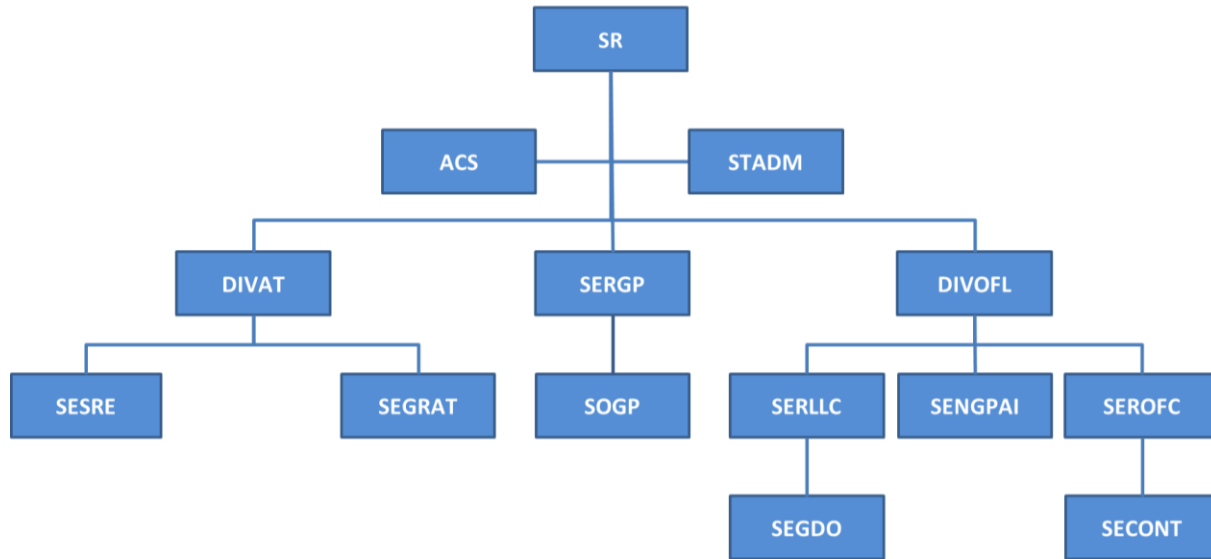 SR
ACS
STADM
DIVAT
SERGP
DIVOFL
SESRE
SEGRAT
SOGP
SERLLC
SENGPAI
SEROFC
SEGDO
SECONT